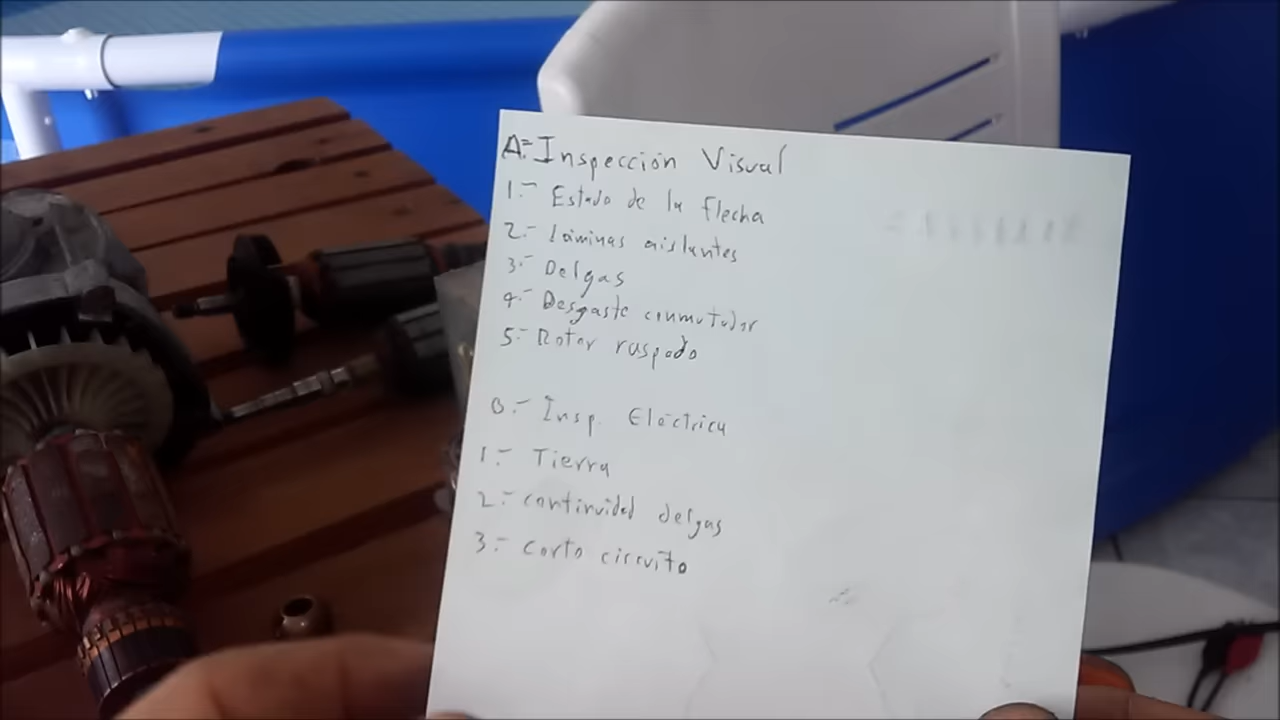 A.- Inspección Visual
1.- Estado de la flecha
2.- Láminas aislantes
3.- Delgas
4.- Desgaste conmutador
5.- Rotor raspado
B.- Insp. Eléctrica
1.- Tierra
2.- continuidad delgas
3.- corto circuito